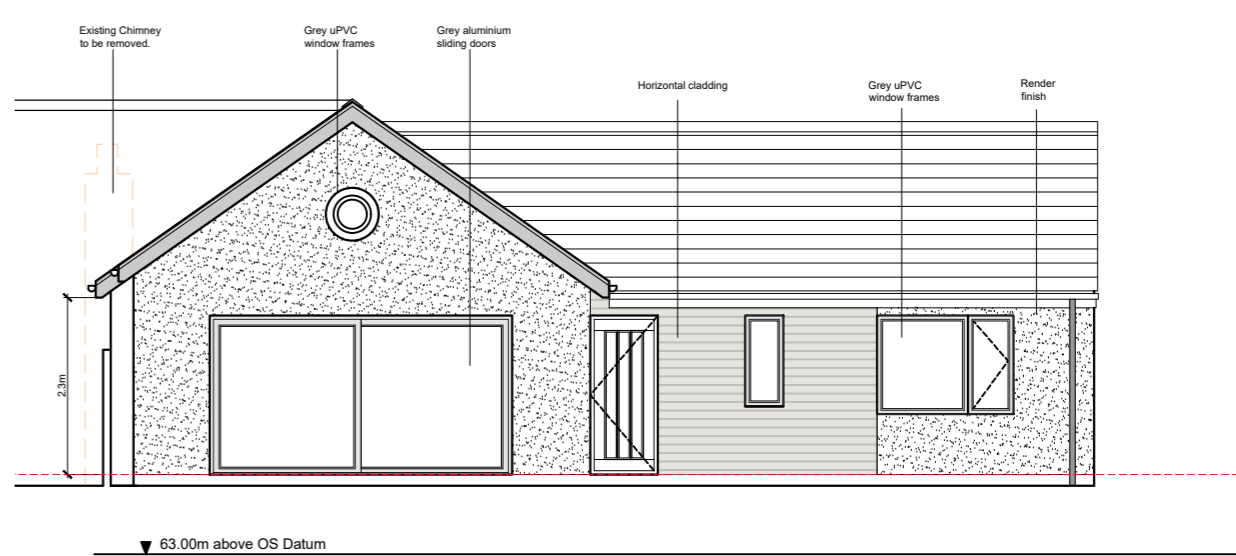 Existing Chimney
to be removed.
Grey uPVC
window frames
Grey aluminium
sliding doors
Horizontal cladding
Grey uPVC
window frames
Render
finish
2.3m
63.00m above OS Datum